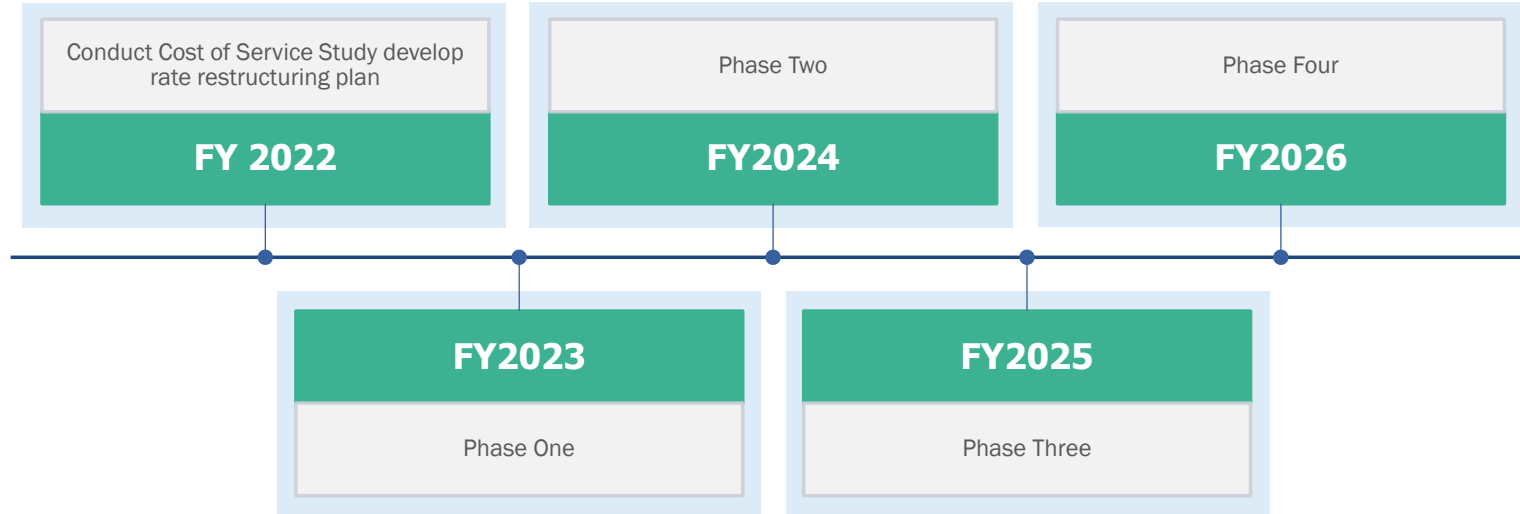 Conduct Cost of Service Study develop
rate restructuring plan
FY 2022
FY2023
Phase One
Phase Two
FY2024
FY2025
Phase Three
Phase Four
FY2026